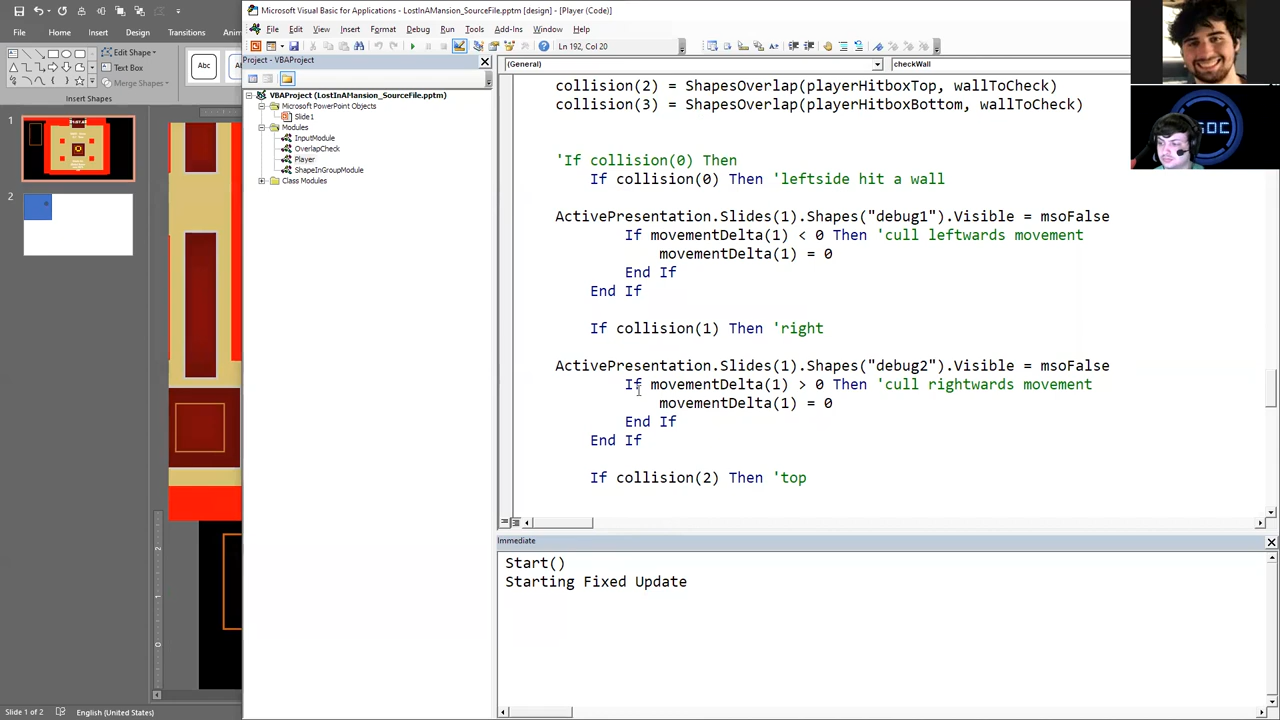 Microsoft Visual Basic for Applications - LostInAMansion_SourceFile.pptm [design] - [Player (Code)]
File Home Insert Design Transitions
File Edit View Insert Format Debug Run Tools Add-Ins Window Help
Ln 192, Col 20
Edit Shape
Text Box
Merge Shapes
Insert Shapes
Abc
Project - VBAProject
VBAProject (LostInAMansion_SourceFile.pptm)
Microsoft PowerPoint Objects
Slide1
Modules
InputModule
OverlapCheck
Player
ShapeInGroupModule
Class Modules
(General)
checkWall
collision(2) = ShapesOverlap(playerHitboxTop, wallToCheck)
collision(3) = ShapesOverlap(playerHitboxBottom, wallToCheck)
'If collision(0) Then
If collision(0) Then 'leftside hit a wall
ActivePresentation.Slides(1).Shapes("debug1").Visible = msoFalse
If movementDelta(1) < 0 Then 'cull leftwards movement
movementDelta(1) = 0
End If
End If
If collision(1) Then 'right
ActivePresentation.Slides(1).Shapes("debug2").Visible = msoFalse
If movementDelta(1) > 0 Then 'cull rightwards movement
movementDelta(1) = 0
End If
End If
If collision(2) Then 'top
Immediate
Start()
Starting Fixed Update
1
2
Slide 1 of 2
English (United States)